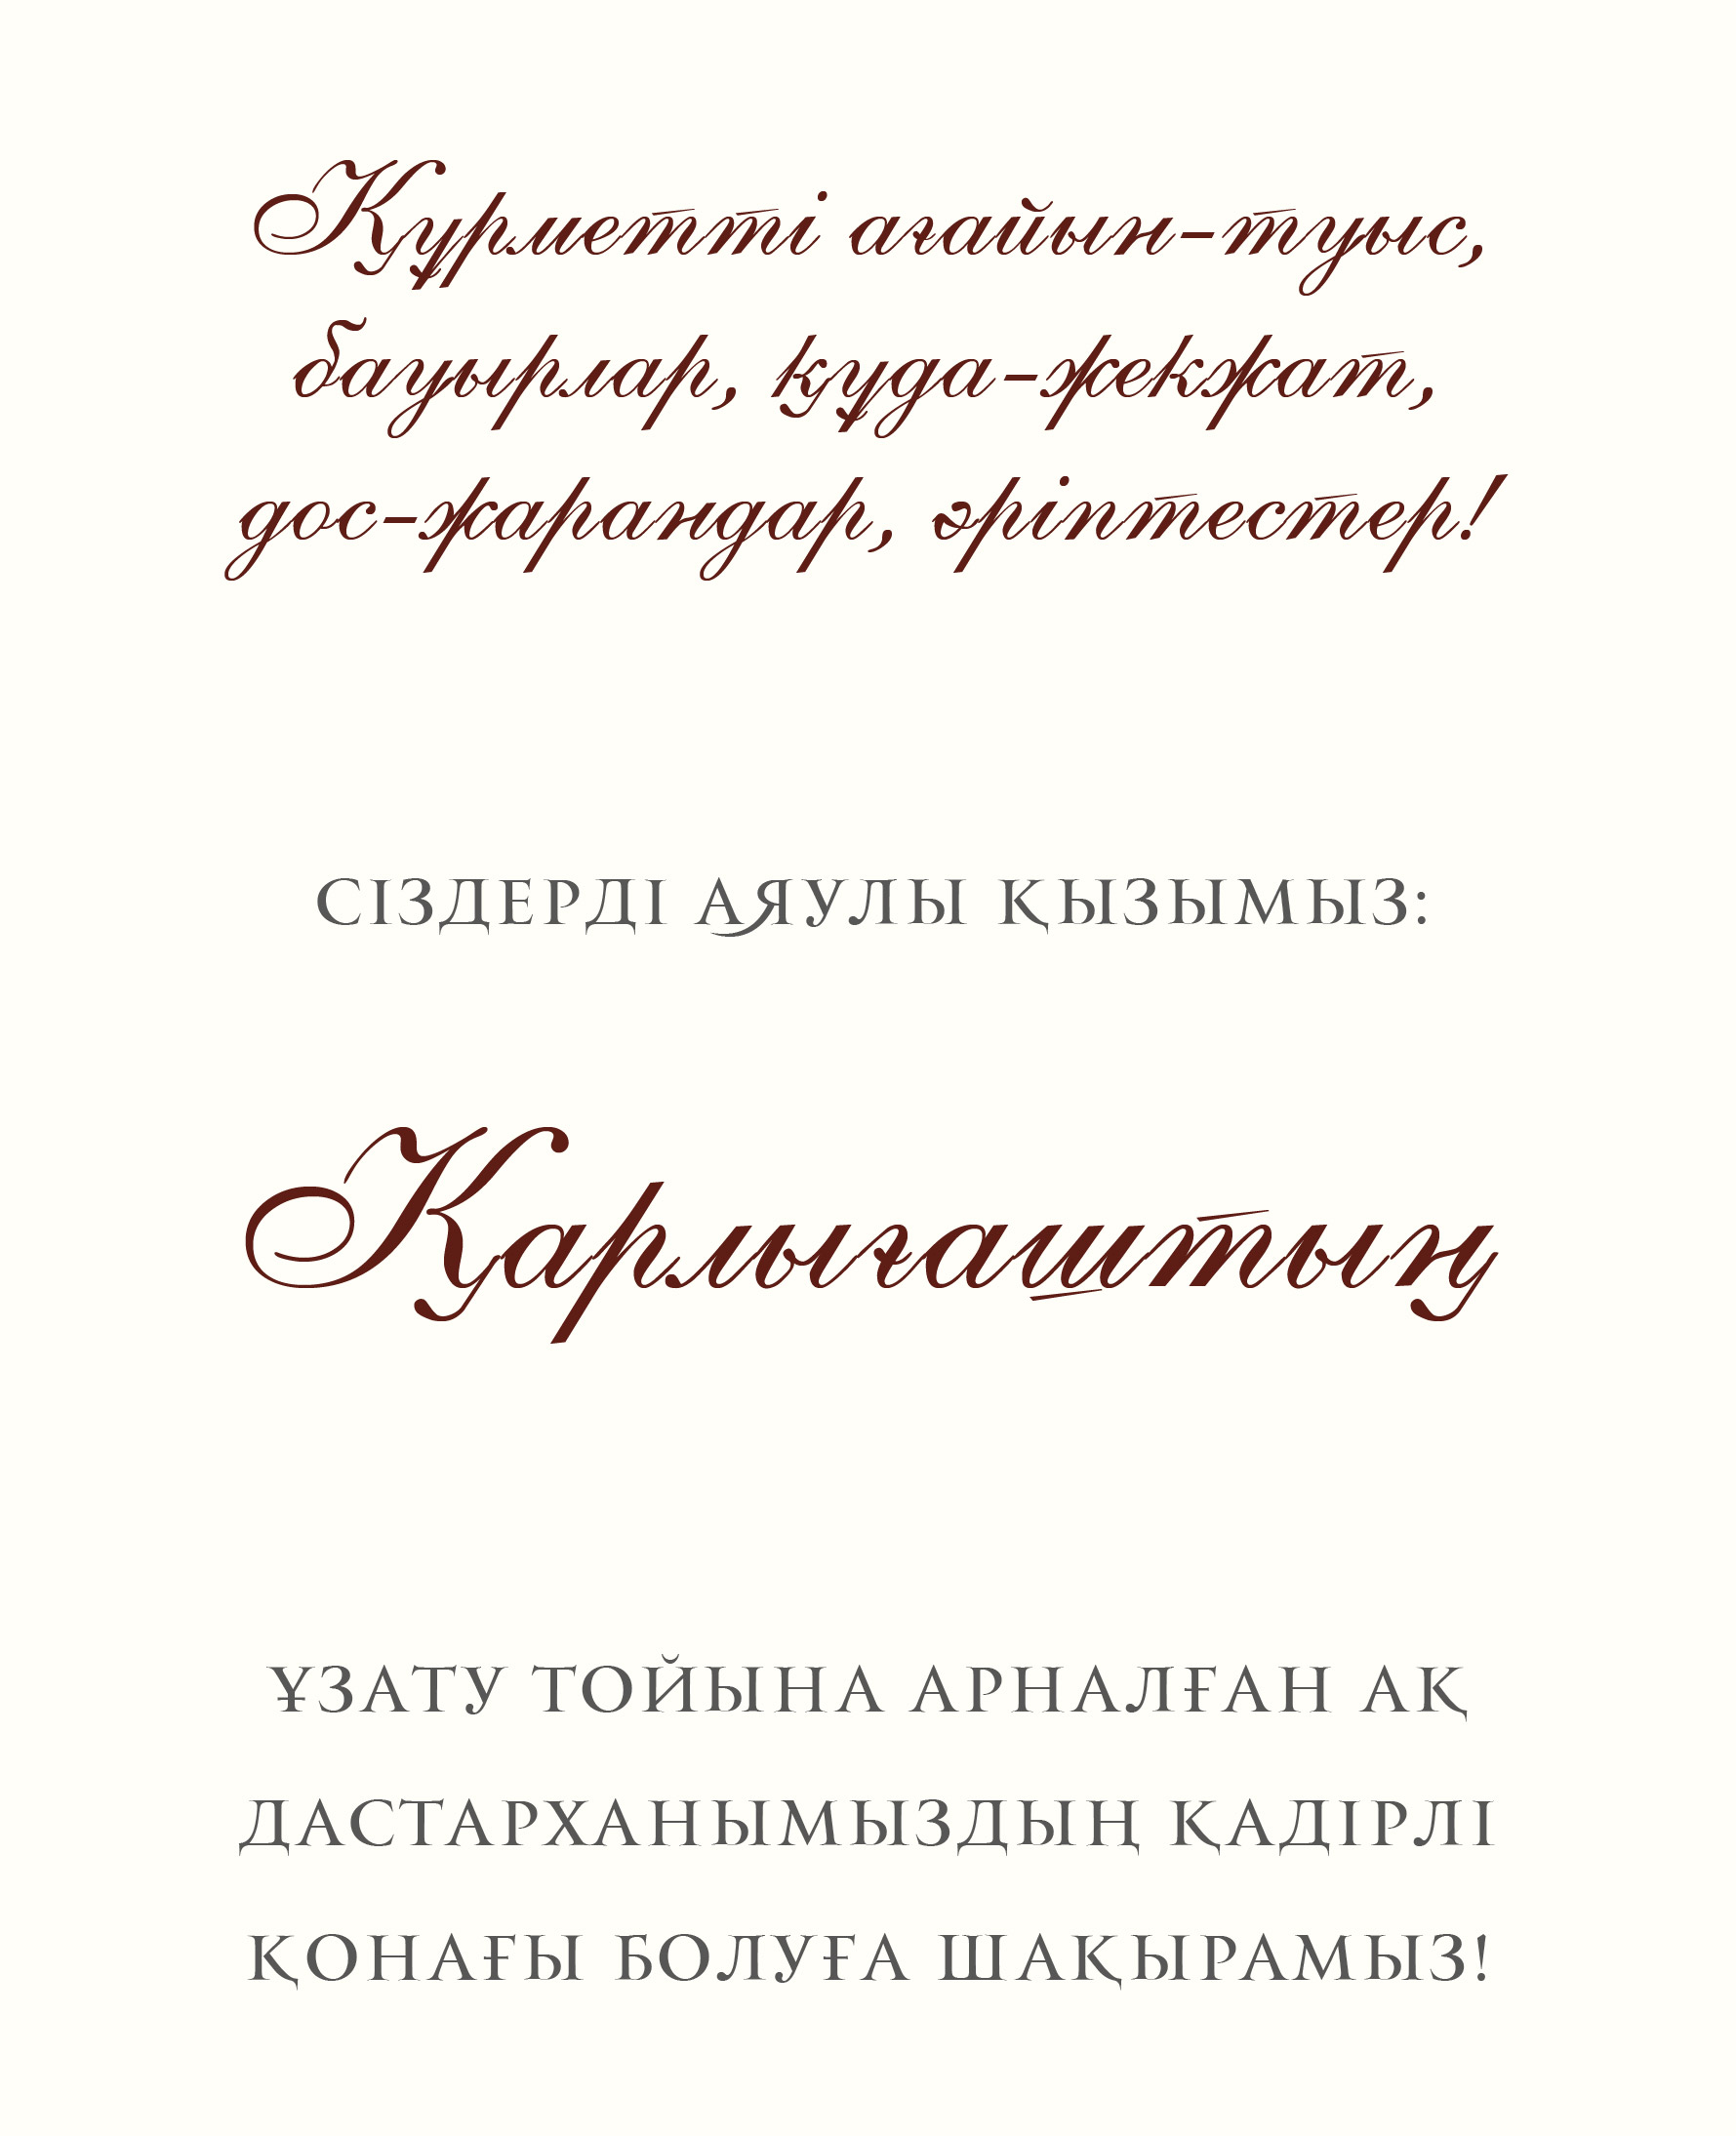 Құрметті ағайын-туыс,
бауырлар, құда-жекжат,
дос-жарандар, әріптестер!
СІЗДЕРДІ АЯУЛЫ ҚЫЗЫМЫЗ:
Қарлығаштың
ҰЗАТУ ТОЙЫНА АРНАЛҒАН АҚ
ДАСТАРХАНЫМЫЗДЫҢ ҚАДІРЛІ
ҚОНАҒЫ БОЛУҒА ШАҚЫРАМЫЗ!